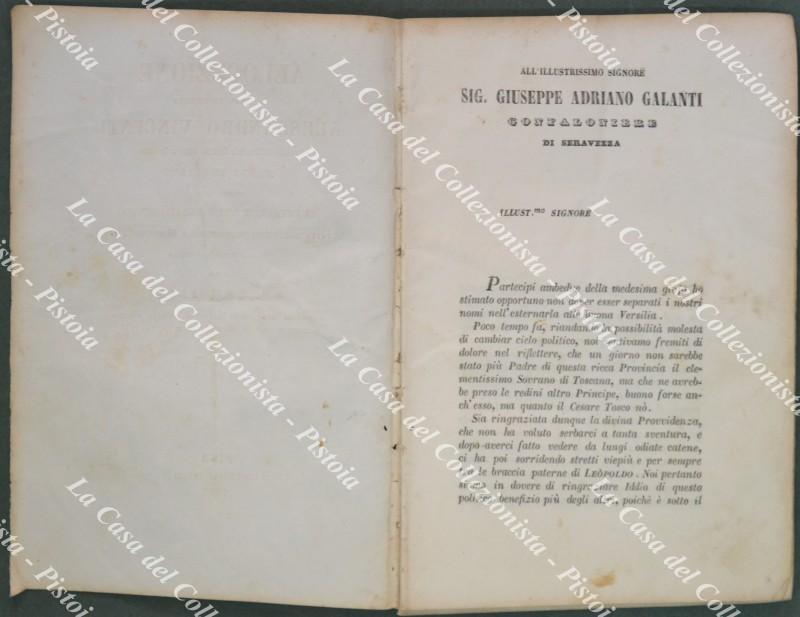 ALL'ILLUSTRISSIMO SIGNORE
SIG. GIUSEPPE ADRIANO GALANTI
GONFALONIERE
DI SERAVEZZA
ILLUST.mo SIGNORE
Partecipi ambedue della medesima gioja ho
stimato opportuno non dover esser separati i nostri
nomi nell'esternarla alla buona Versilia.
Poco tempo fa, riandando la possibilità molesta
di cambiar cielo politico, noi sentivamo fremiti di
dolore nel riflettere, che un giorno non sarebbe
stato più Padre di questa ricca Provincia il cle-
mentissimo Sovrano di Toscana, ma che ne avreb-
be preso le redini altro Principe, buono forse an-
ch'esso, ma quanto il Cesare Tosco nò.
Sia ringraziata dunque la divina Provvidenza,
che non ha voluto serbarci a tanta sventura, e
dopo averci fatto vedere da lungi odiate catene,
ci ha poi sorridendo stretti viepiù e per sempre
tra le braccia paterne di LEOPOLDO. Noi pertanto
siamo in dovere di ringraziare Iddio di questo
politico benefizio più degli altri, poichè è sotto il
La Casa del Collezionista - Pistoia